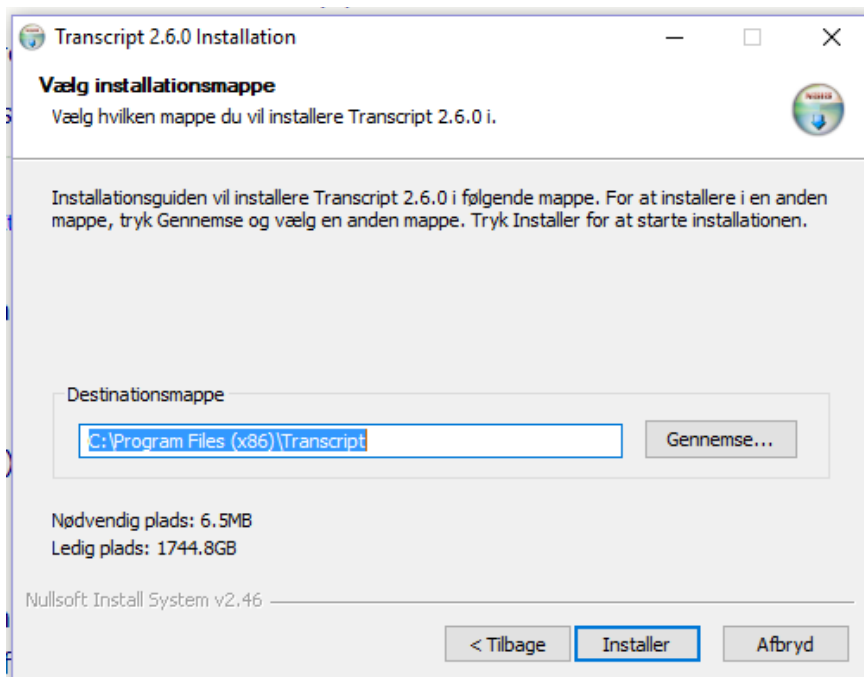 Transcript 2.6.0 Installation
Vælg installationsmappe
Vælg hvilken mappe du vil installere Transcript 2.6.0 i.
Installationsguiden vil installere Transcript 2.6.0 i følgende mappe. For at installere i en anden
mappe, tryk Gennemse og vælg en anden mappe. Tryk Installer for at starte installationen.
Destinationsmappe
C:\Program Files (x86)\Transcript
Gennemse...
Nødvendig plads: 6.5MB
Ledig plads: 1744.8GB
Nullsoft Install System v2.46
< Tilbage
Installer
Afbryd